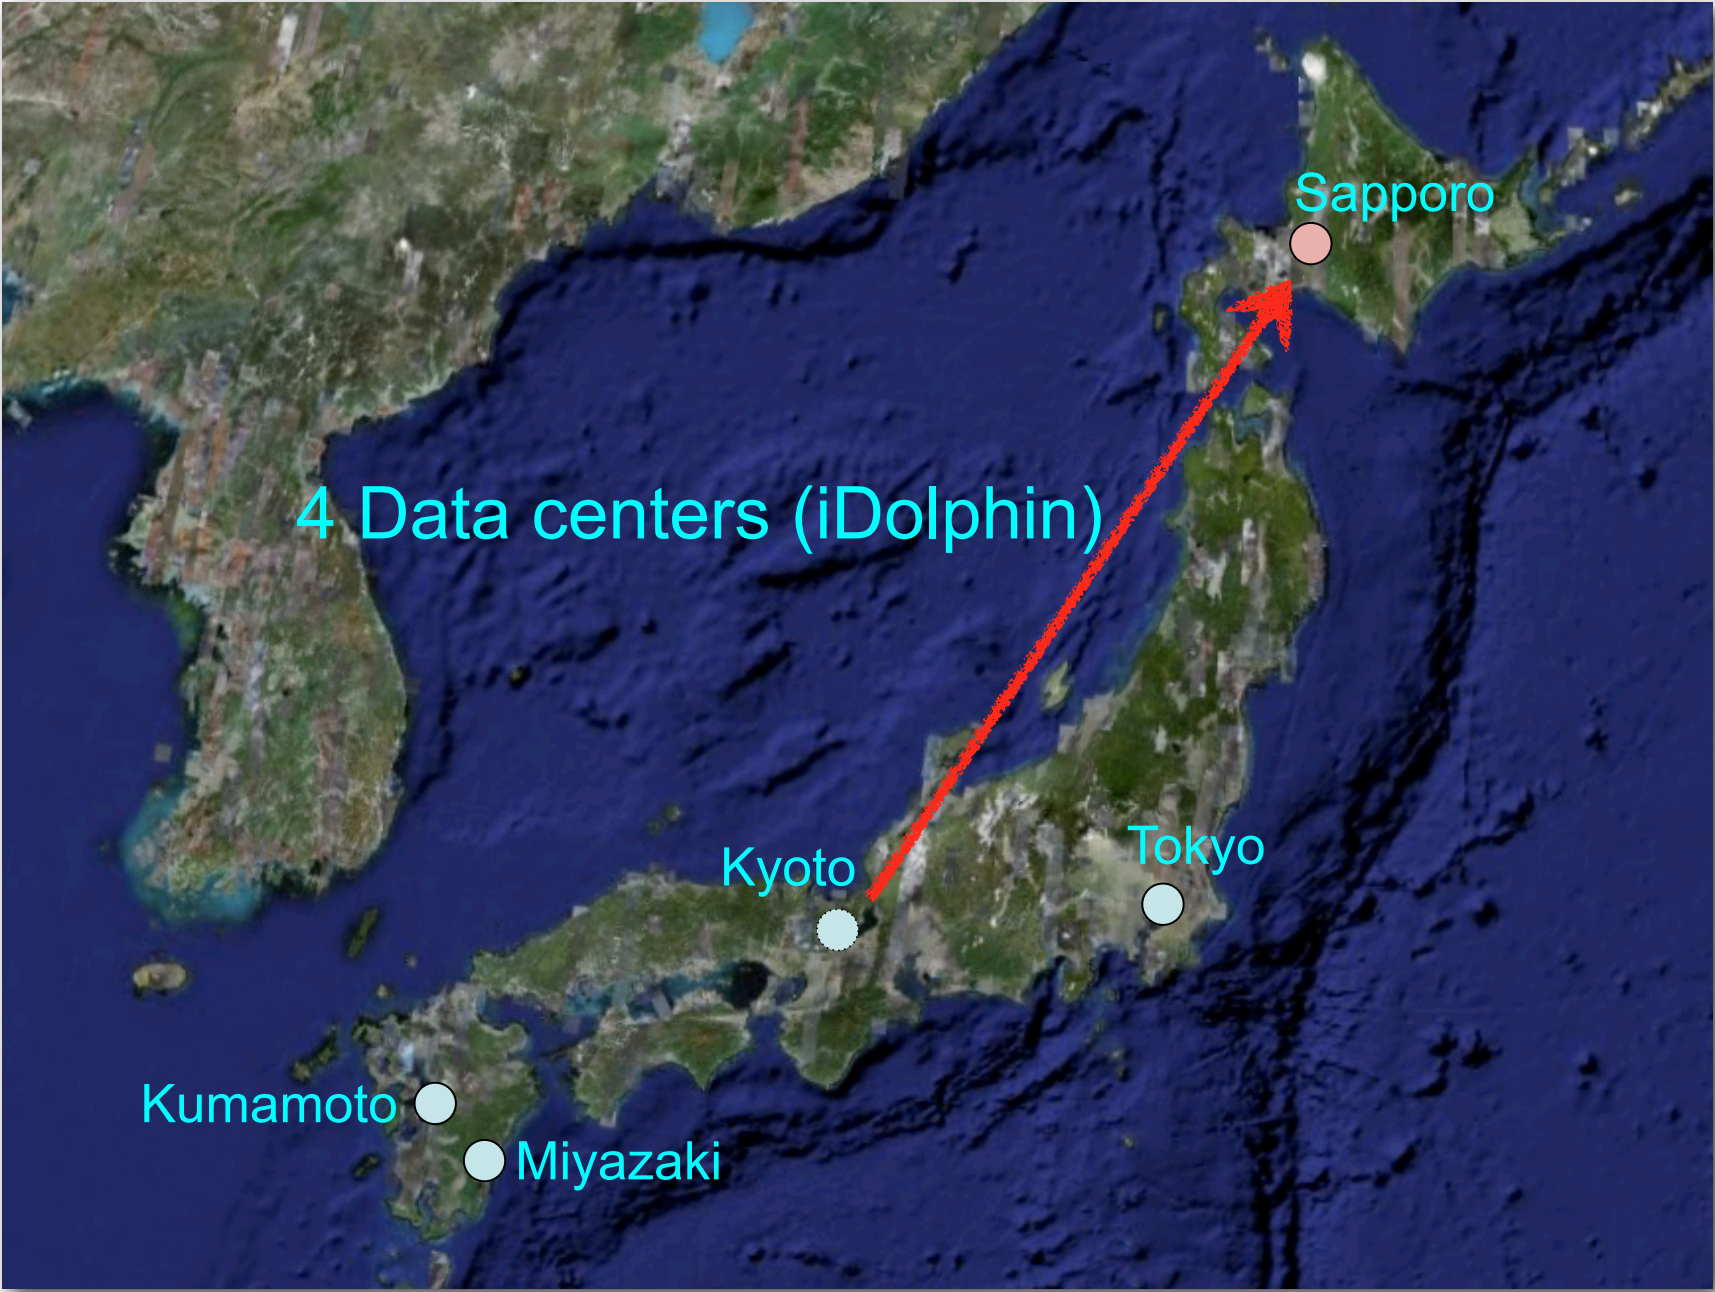 Sapporo
4 Data centers (iDolphin)
Tokyo
Kyoto
Kumamoto
Miyazaki